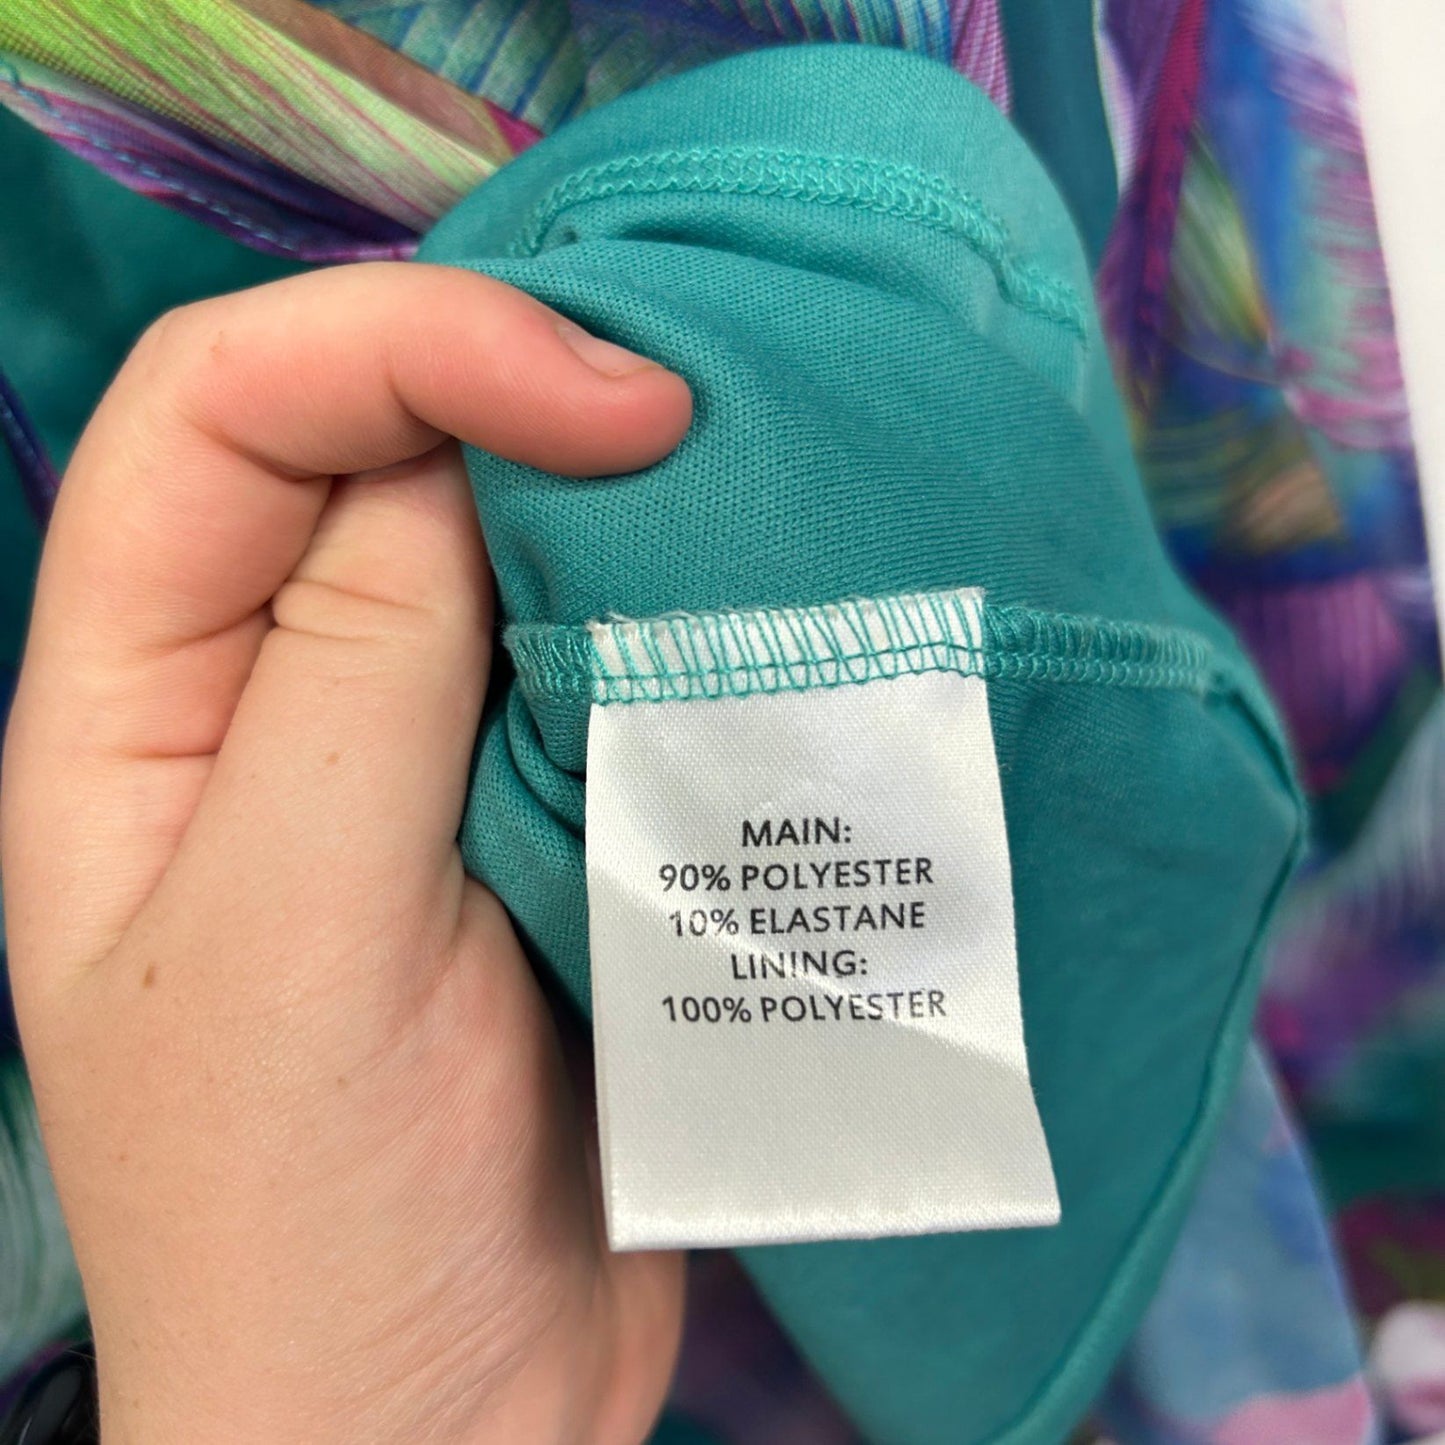 MAIN:
90% POLYESTER
10% ELASTANE
LINING:
100% POLYESTER